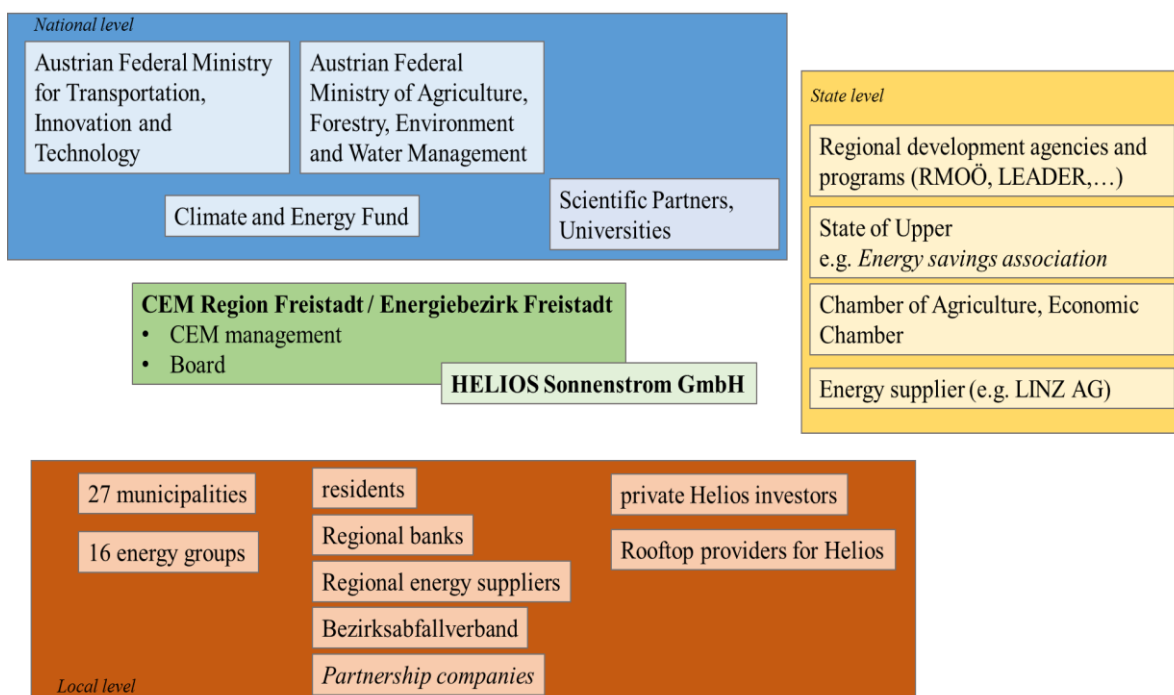 National level
Austrian Federal Ministry
for Transportation,
Innovation and
Technology
Austrian Federal
Ministry of Agriculture,
Forestry, Environment
and Water Management
Climate and Energy Fund
Scientific Partners,
Universities
State level
Regional development agencies and
programs (RMOÖ, LEADER,…)
State of Upper
e.g. Energy savings association
Chamber of Agriculture, Economic
Chamber
Energy supplier (e.g. LINZ AG)
CEM Region Freistadt / Energiebezirk Freistadt
• CEM management
• Board
HELIOS Sonnenstrom GmbH
27 municipalities
16 energy groups
residents
Regional banks
Regional energy suppliers
Bezirksabfallverband
Partnership companies
private Helios investors
Rooftop providers for Helios
Local level